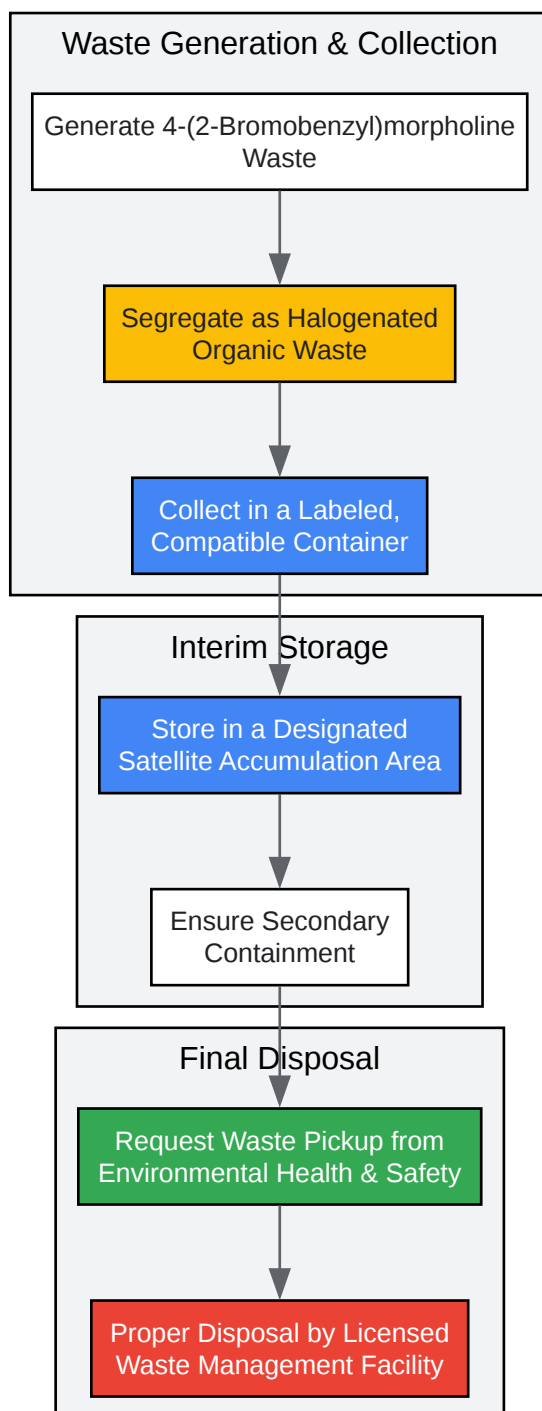 Waste Generation & Collection
Generate 4-(2-Bromobenzyl)morpholine
Waste
Segregate as Halogenated
Organic Waste
Collect in a Labeled,
Compatible Container
Interim Storage
Store in a Designated
Satellite Accumulation Area
Ensure Secondary
Containment
Final Disposal
Request Waste Pickup from
Environmental Health & Safety
Proper Disposal by Licensed
Waste Management Facility